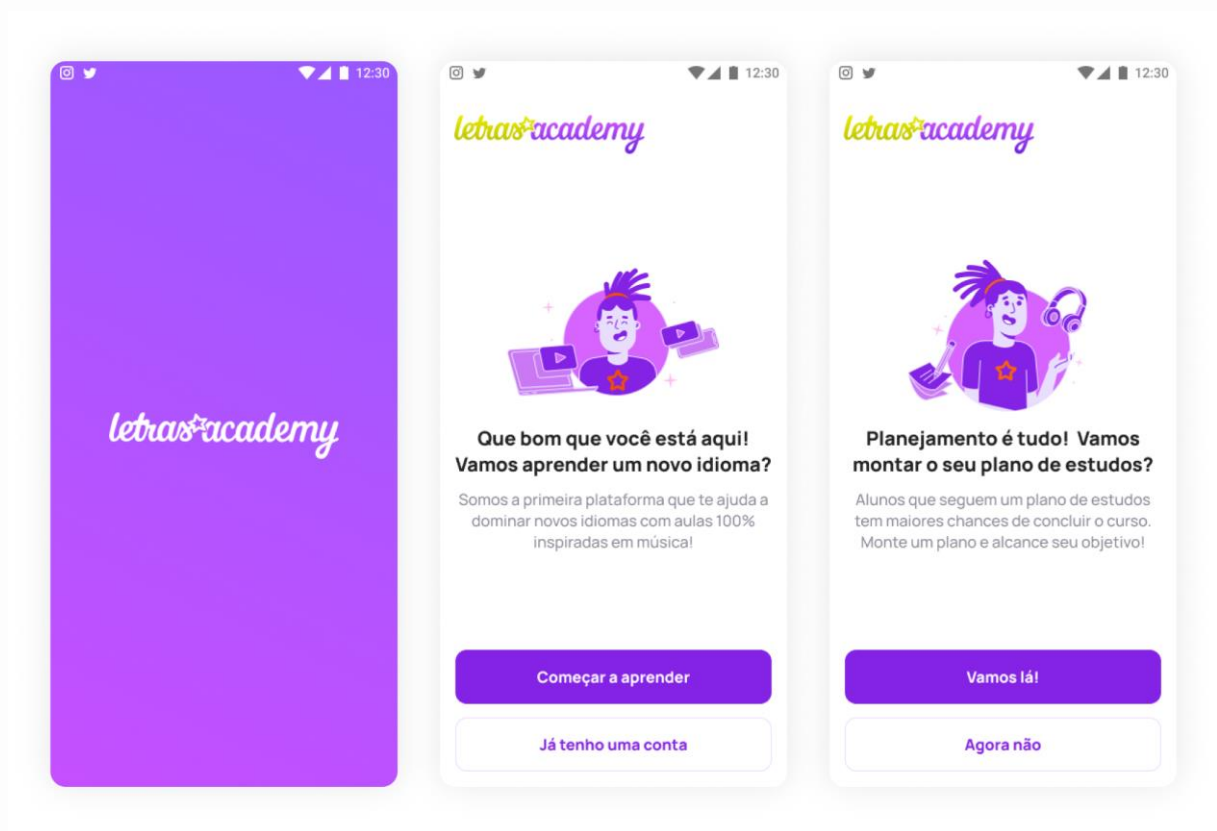 12:30
letras academy
12:30
letras academy
Que bom que você está aqui!
Vamos aprender um novo idioma?
Somos a primeira plataforma que te ajuda a
dominar novos idiomas com aulas 100%
inspiradas em música!
Começar a aprender
Já tenho uma conta
12:30
letras academy
Planejamento é tudo! Vamos
montar o seu plano de estudos?
Alunos que seguem um plano de estudos
tem maiores chances de concluir o curso.
Monte um plano e alcance seu objetivo!
Vamos lá!
Agora não